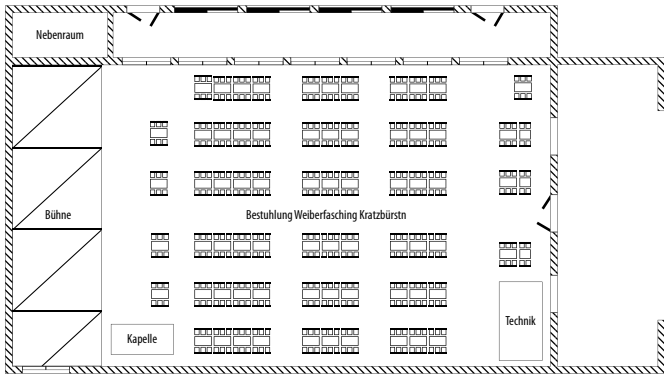 Nebenraum
Bühne
Bestuhlung Weiberfasching Kratzbürstn
Kapelle
Technik